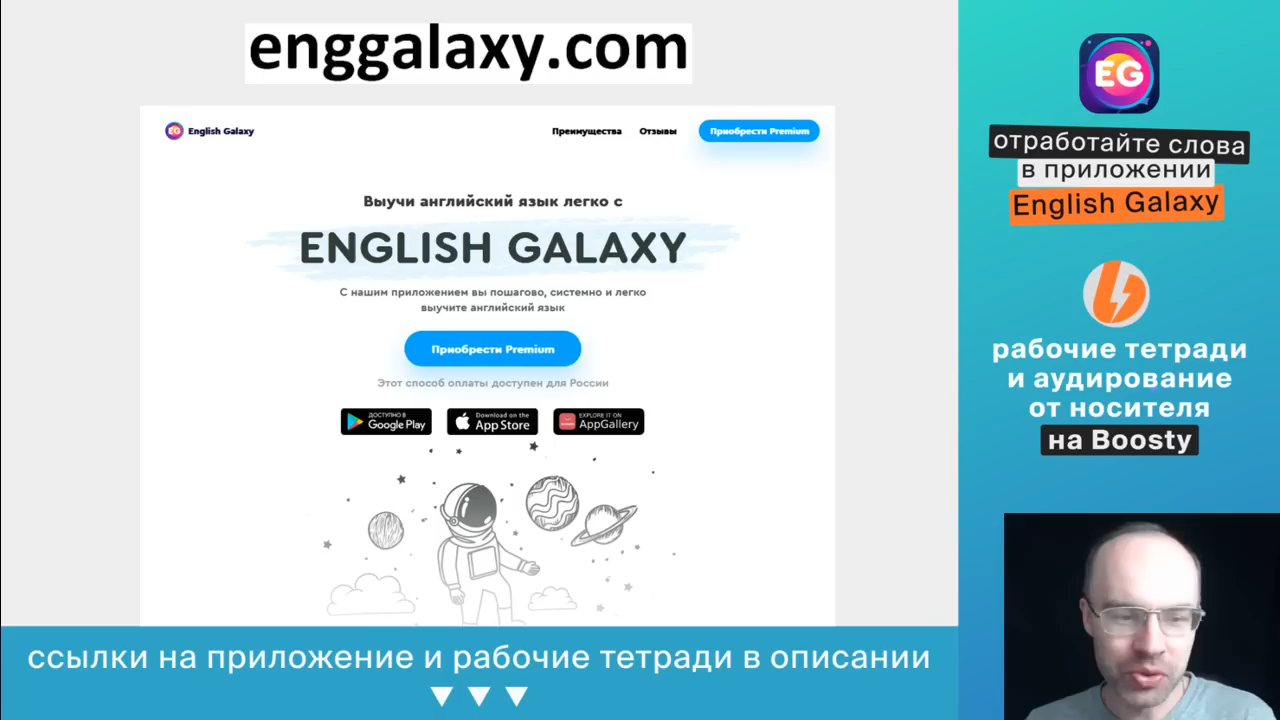 enggalaxy.com
EG English Galaxy
Преимущества
Отзывы
Приобрести Premium
Выучи английский язык легко с
ENGLISH GALAXY
С нашим приложением вы пошагово, системно и легко
выучите английский язык
Приобрести Premium
Этот способ оплаты доступен для России
ДОСТУПНО В
Google Play
Download on the
App Store
EXPLORE IT ON
AppGallery
ссылки на приложение и рабочие тетради в описании
EG
отработайте слова
в приложении
English Galaxy
рабочие тетради
и аудирование
от носителя
на Boosty